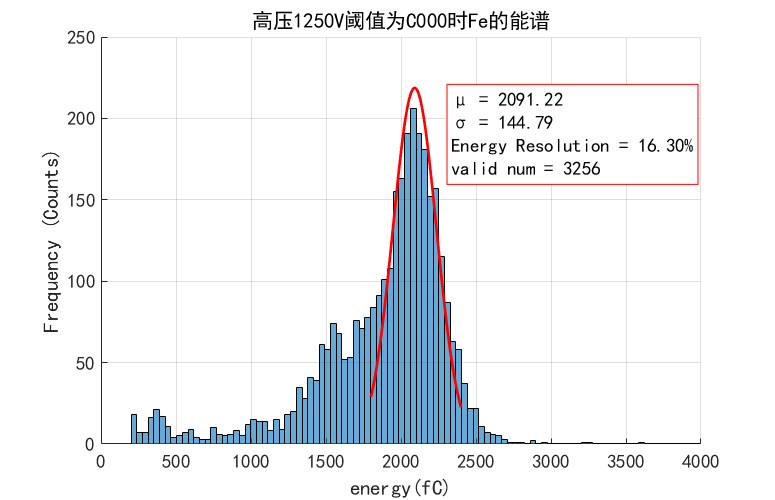 高压1250V阈值为C000时Fe的能谱
250
200
150
100
50
0
Frequency (Counts)
μ = 2091.22
σ = 144.79
Energy Resolution = 16.30%
valid num = 3256
0 500 1000 1500 2000 2500 3000 3500 4000
energy(fC)